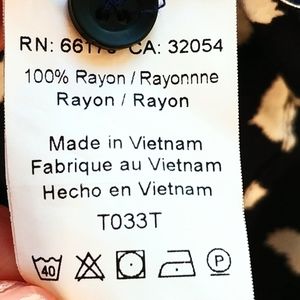 RN: 66170 CA: 32054
100% Rayon / Rayonnne
Rayon / Rayon
Made in Vietnam
Fabrique au Vietnam
Hecho en Vietnam
T033T
40 P